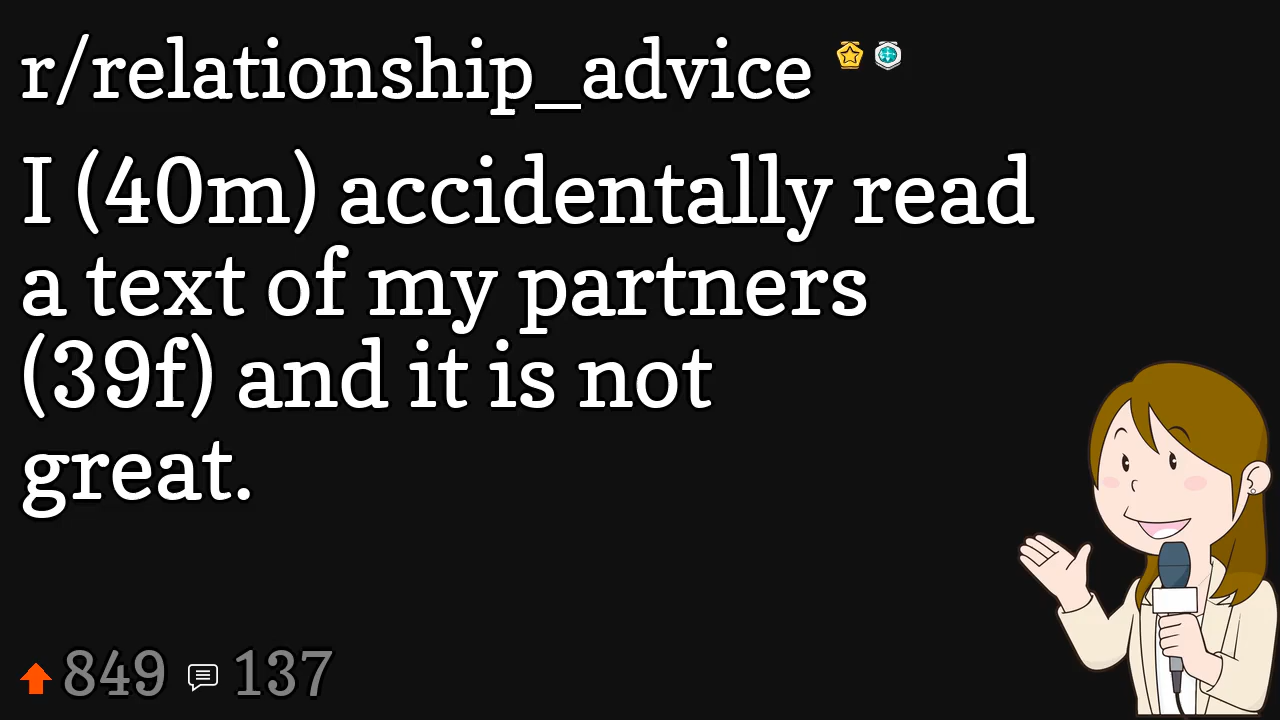 r/relationship_advice
I (40m) accidentally read
a text of my partners
(39f) and it is not
great.
849 137